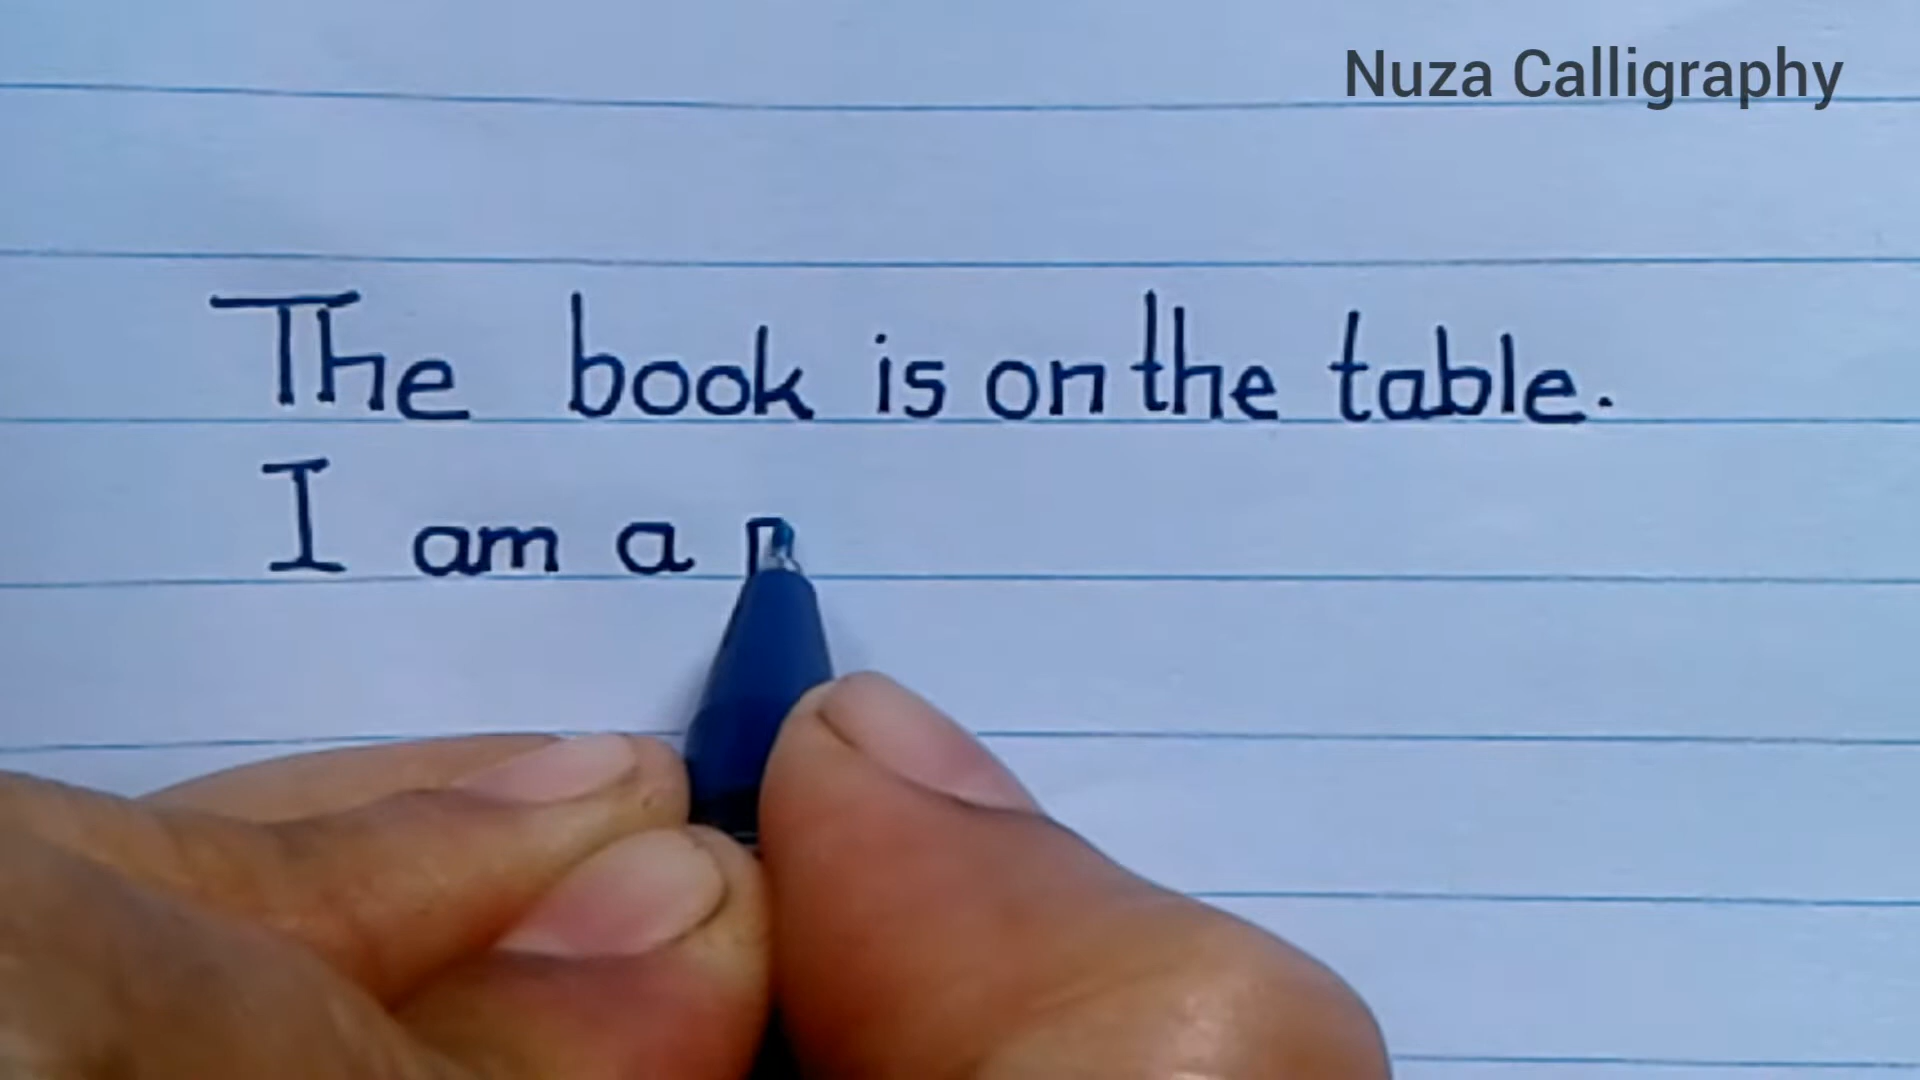 Nuza Calligraphy
The book is on the table.
I am a